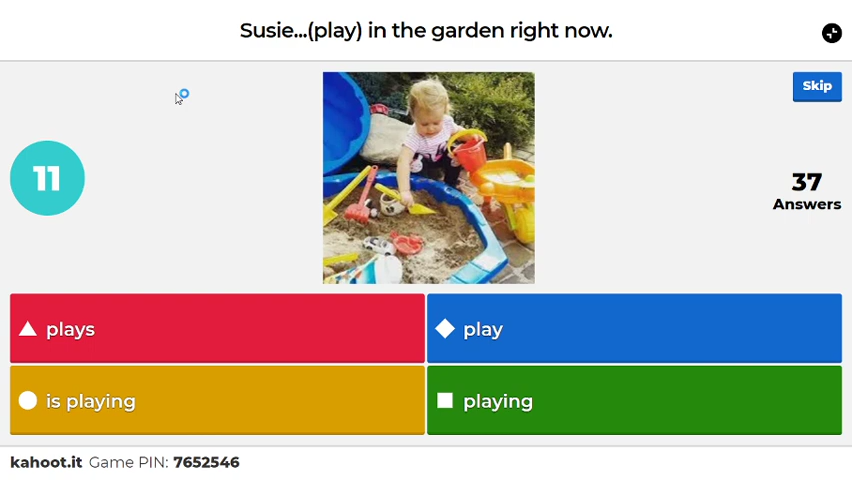 Susie...(play) in the garden right now.
Skip
11
37
Answers
plays
play
is playing
playing
kahoot.it Game PIN: 7652546